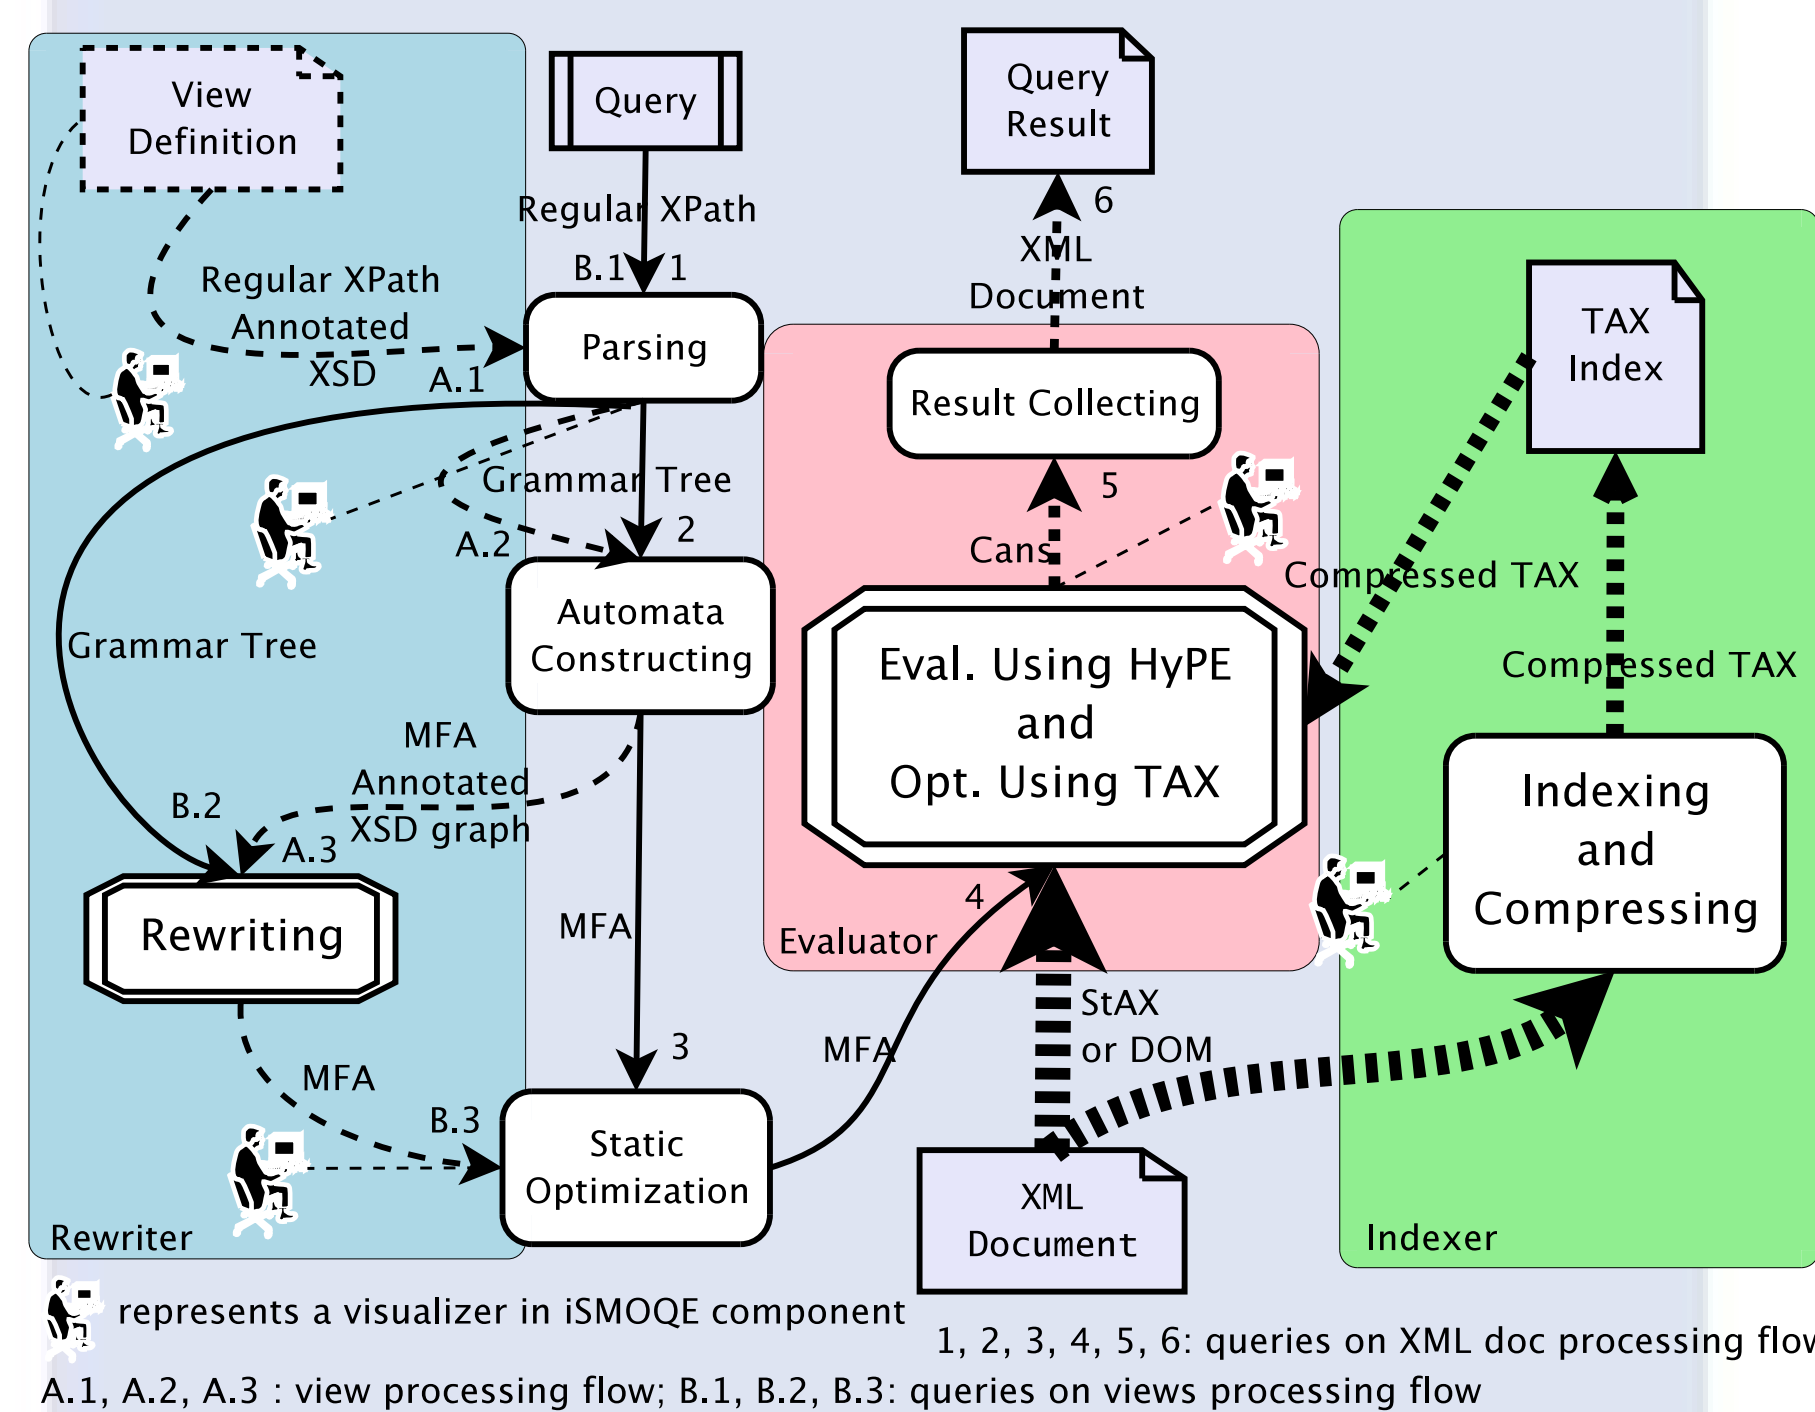 View
Definition
Query
Query
Result
Regular XPath
B.1
1
6
XML
Document
Regular XPath
Annotated
XSD
A.1
Parsing
Result Collecting
TAX
Index
Grammar Tree
A.2
2
5
Cans
Compressed TAX
Automata
Constructing
Grammar Tree
Eval. Using HyPE
and
Opt. Using TAX
Compressed TAX
MFA
Annotated
XSD graph
B.2
A.3
Indexing
and
Compressing
Rewriting
MFA
4
Evaluator
StAX
or DOM
MFA
3
MFA
B.3
Static
Optimization
XML
Document
Rewriter
Indexer
represents a visualizer in iSMOQE component
1, 2, 3, 4, 5, 6: queries on XML doc processing flow
A.1, A.2, A.3 : view processing flow; B.1, B.2, B.3: queries on views processing flow